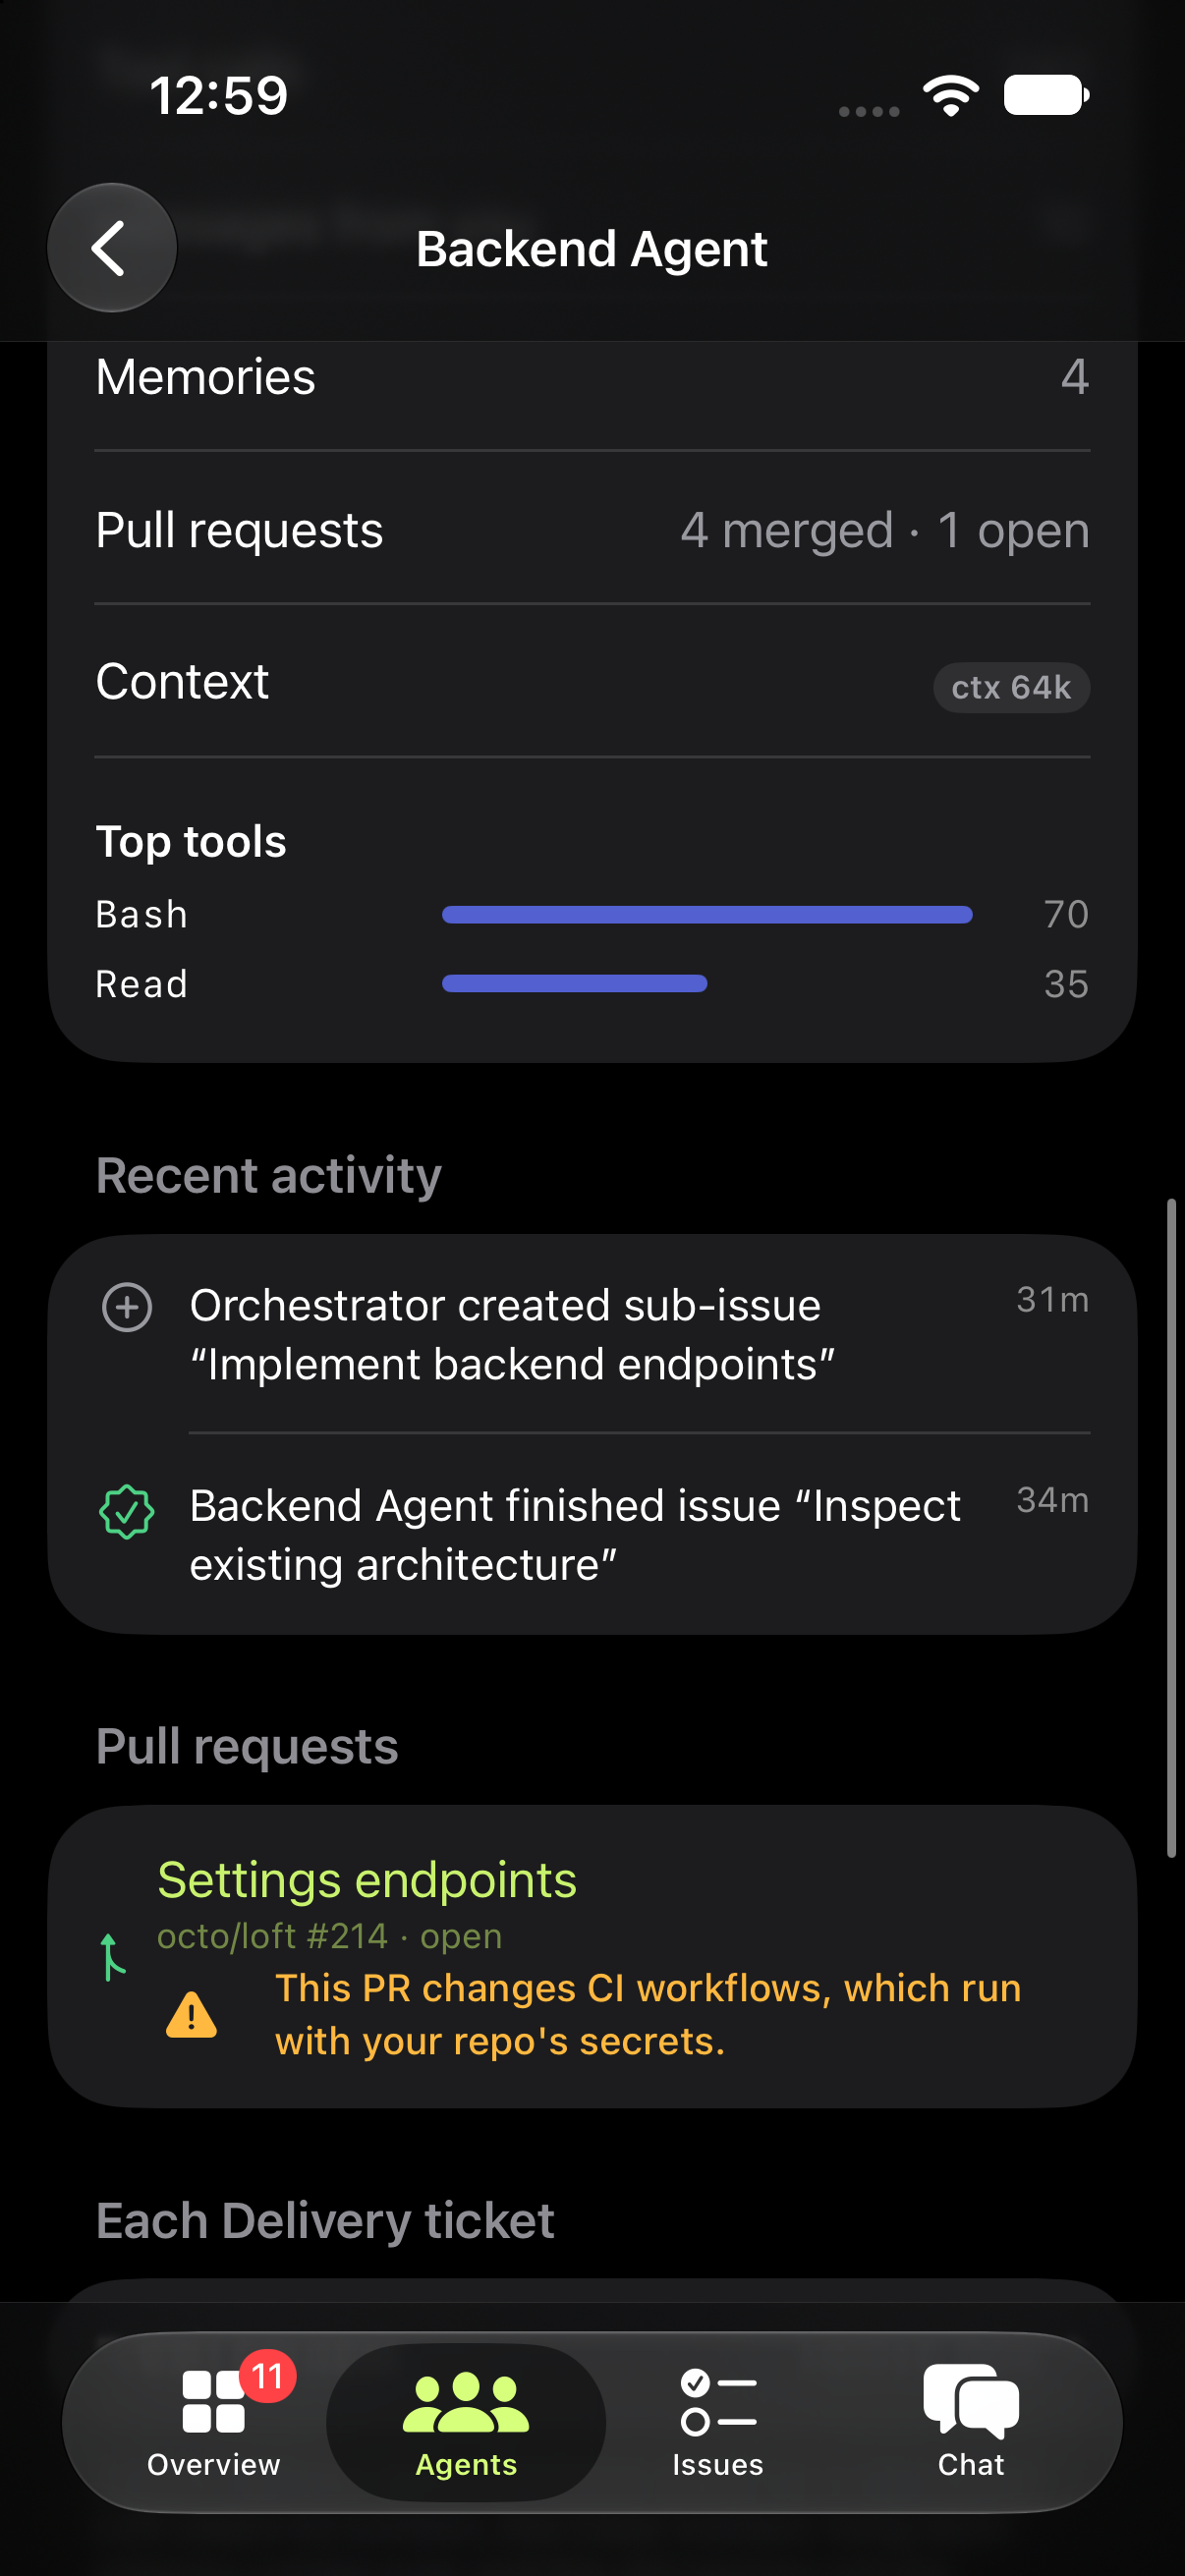 12:59
Backend Agent
Memories 4
Pull requests 4 merged · 1 open
Context ctx 64k
Top tools
Bash 70
Read 35
Recent activity
Orchestrator created sub-issue 31m
“Implement backend endpoints”
Backend Agent finished issue “Inspect 34m
existing architecture”
Pull requests
Settings endpoints
octo/loft #214 · open
This PR changes CI workflows, which run
with your repo's secrets.
Each Delivery ticket
11
Overview Agents Issues Chat